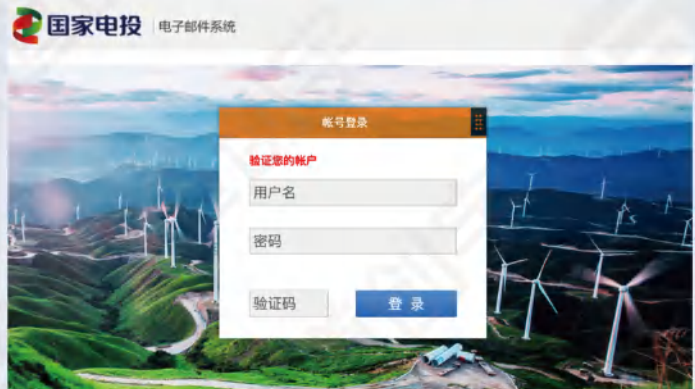 国家电投 电子邮件系统
帐号登录
验证您的帐户
用户名
密码
验证码 登 录